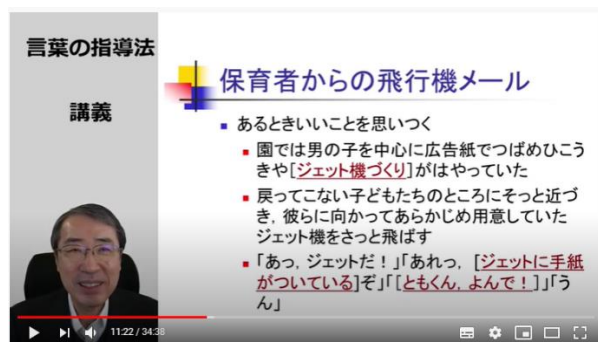 言葉の指導法
講義
保育者からの飛行機メール
あるときいいことを思いつく
園では男の子を中心に広告紙でつばめひこう
きや[ジェット機づくり]がはやっていた
戻ってこない子どもたちのところにそっと近づ
き，彼らに向かってあらかじめ用意していた
ジェット機をさっと飛ばす
「あっ，ジェットだ！」「あれっ，[ジェットに手紙
がついている]ぞ」「[ともくん，よんで！]」「う
ん」
11:22 / 34:38